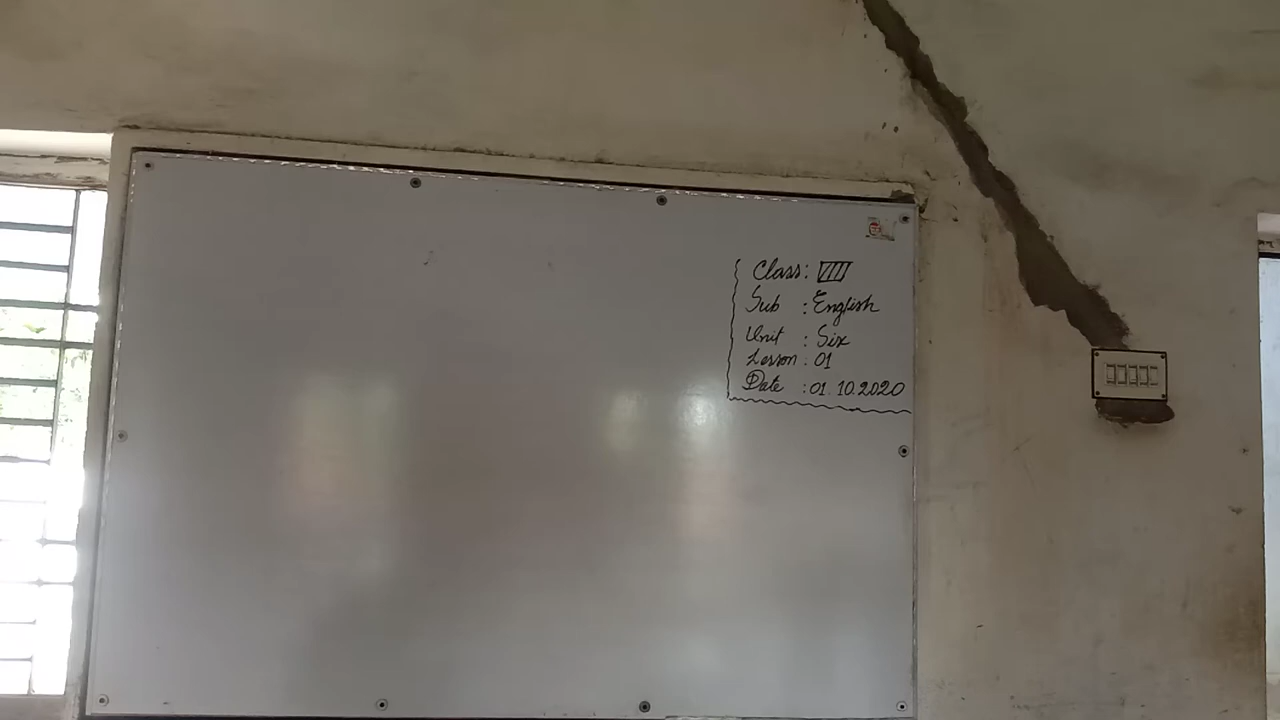 Class: VIII
Sub : English
Unit : Six
Lesson : 01
Date : 01.10.2020